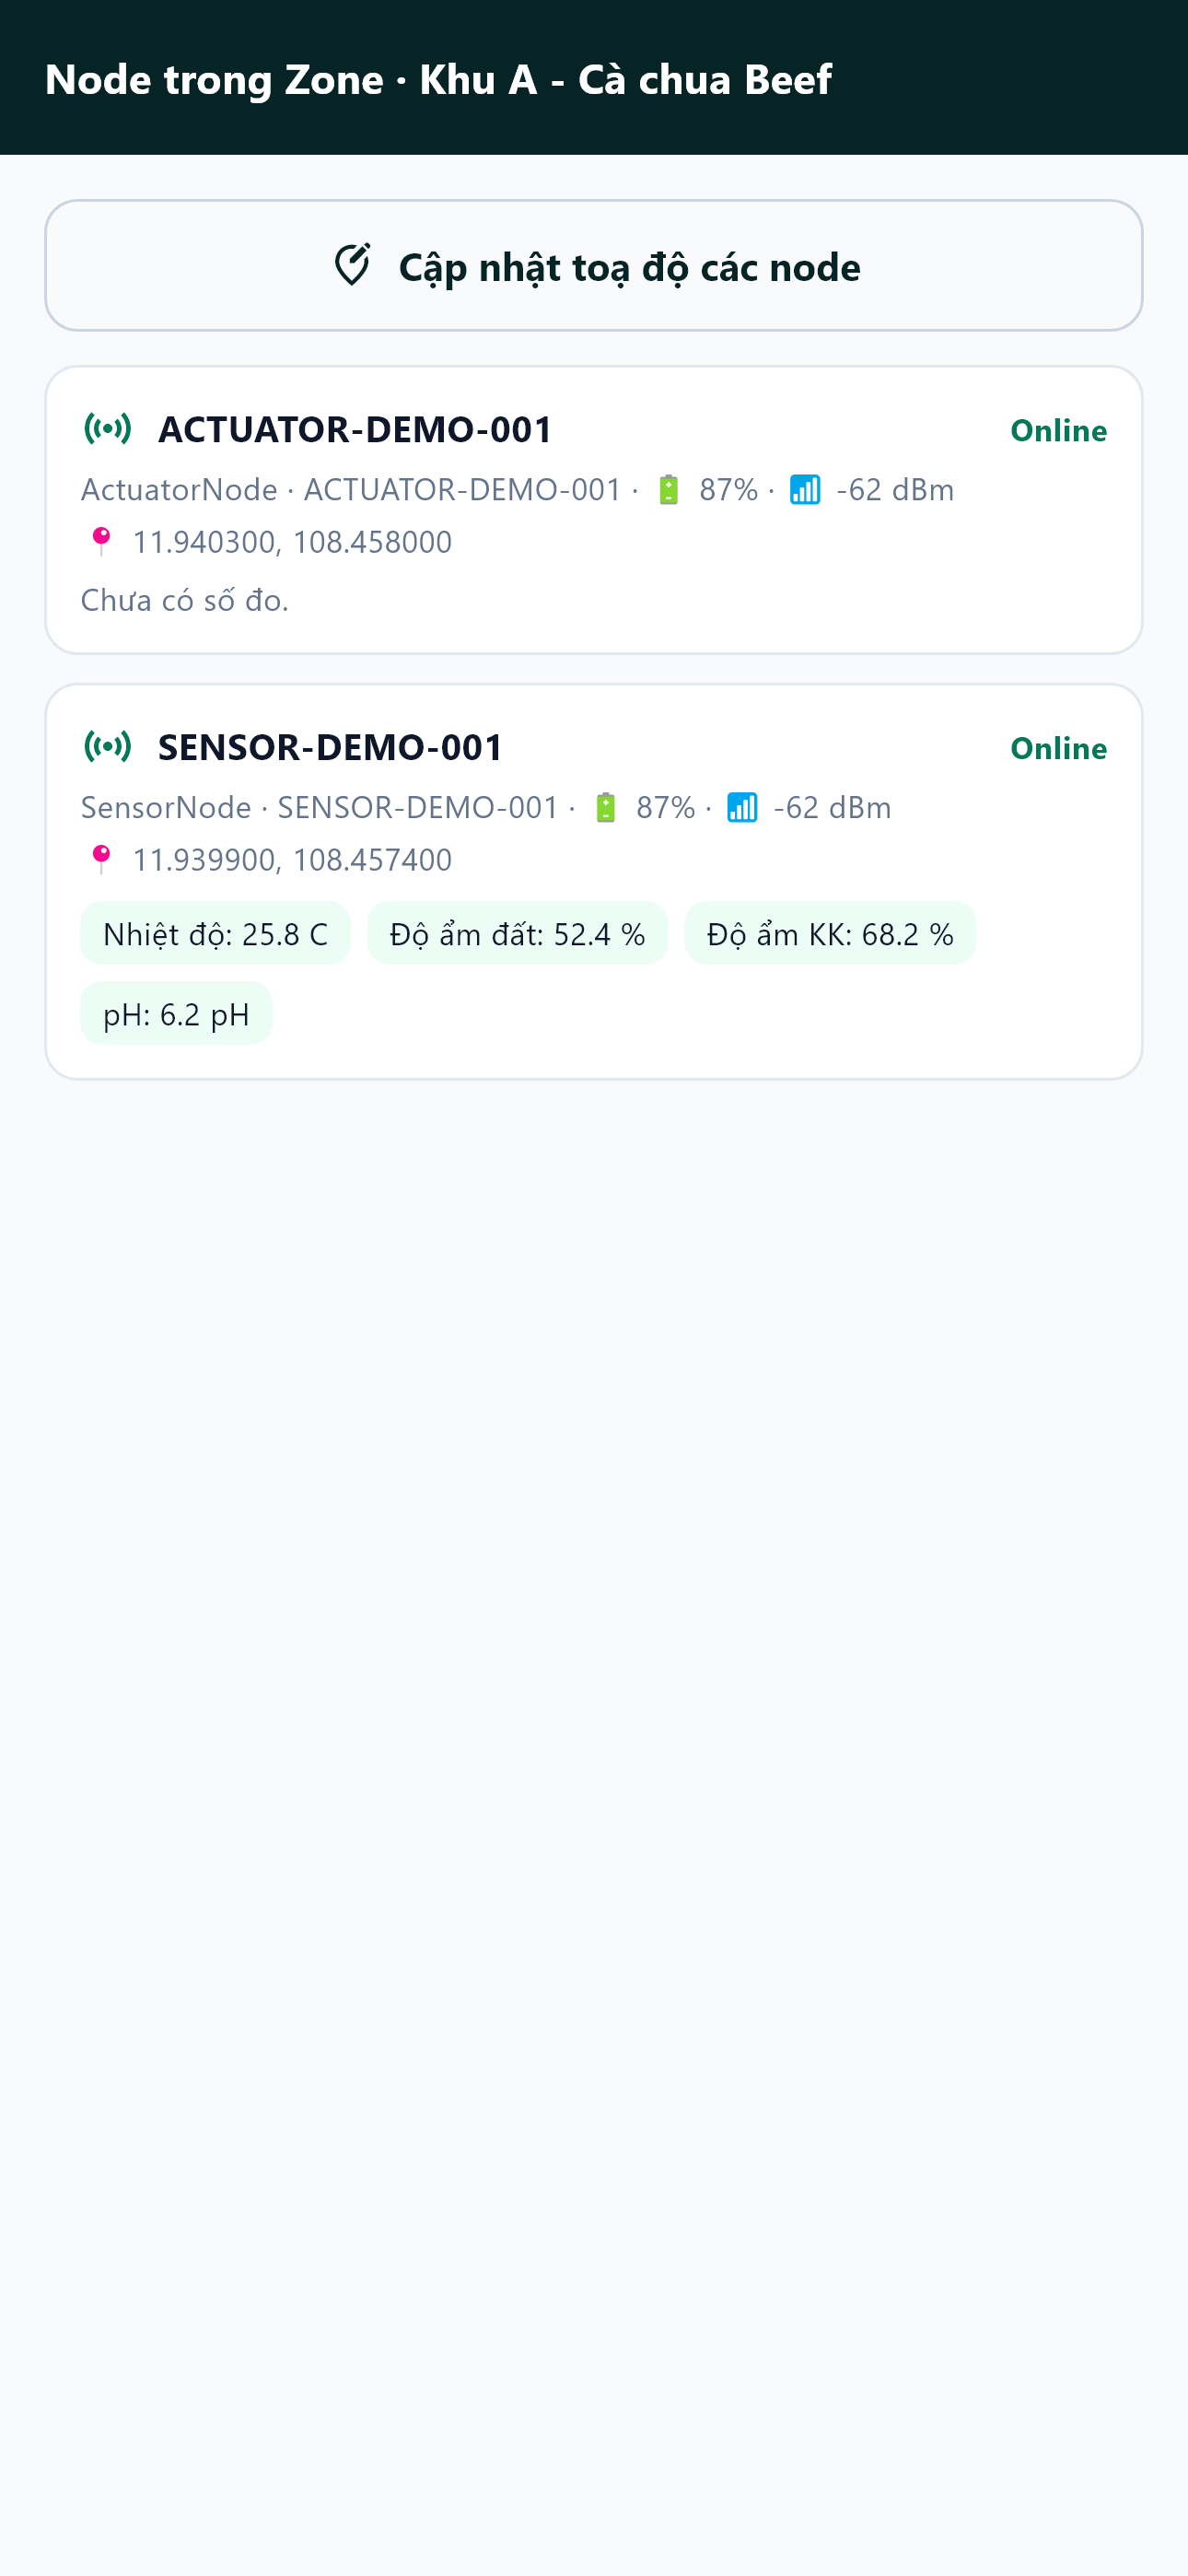 Node trong Zone · Khu A - Cà chua Beef
Cập nhật toạ độ các node
ACTUATOR-DEMO-001
Online
ActuatorNode · ACTUATOR-DEMO-001 · 🔋 87% · 📶 -62 dBm
📍 11.940300, 108.458000
Chưa có số đo.
SENSOR-DEMO-001
Online
SensorNode · SENSOR-DEMO-001 · 🔋 87% · 📶 -62 dBm
📍 11.939900, 108.457400
Nhiệt độ: 25.8 C
Độ ẩm đất: 52.4 %
Độ ẩm KK: 68.2 %
pH: 6.2 pH